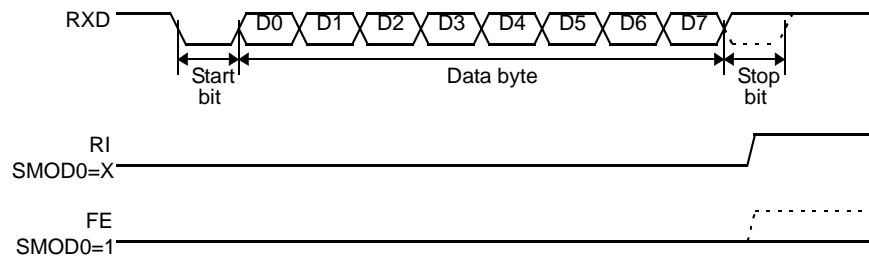 RXD
D0 D1 D2 D3 D4 D5 D6 D7
Start
bit
Data byte
Stop
bit
RI
SMOD0=X
FE
SMOD0=1